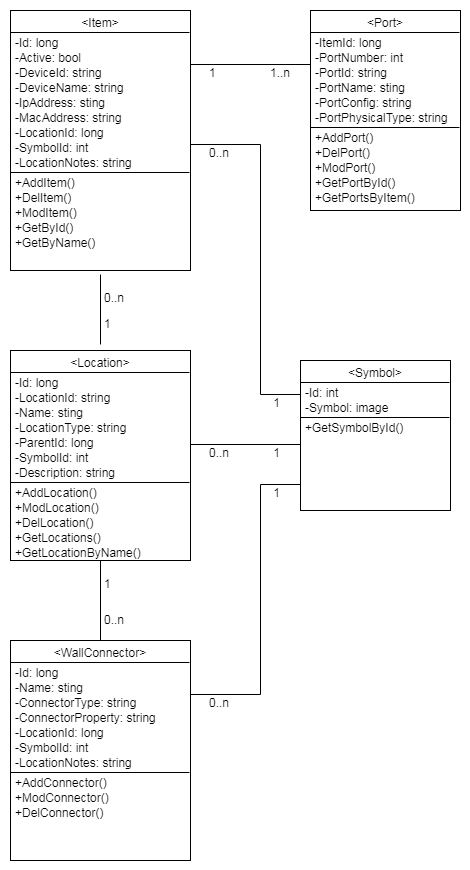 <Item>
-Id: long
-Active: bool
-DeviceId: string
-DeviceName: string
-IpAddress: sting
-MacAddress: string
-LocationId: long
-SymbolId: int
-LocationNotes: string
+AddItem()
+DelItem()
+ModItem()
+GetById()
+GetByName()
<Port>
-ItemId: long
-PortNumber: int
-PortId: string
-PortName: sting
-PortConfig: string
-PortPhysicalType: string
+AddPort()
+DelPort()
+ModPort()
+GetPortById()
+GetPortsByItem()
1
1..n
0..n
0..n
1
<Location>
-Id: long
-LocationId: string
-Name: sting
-LocationType: string
-ParentId: long
-SymbolId: int
-Description: string
+AddLocation()
+ModLocation()
+DelLocation()
+GetLocations()
+GetLocationByName()
<Symbol>
-Id: int
-Symbol: image
+GetSymbolById()
1
0..n
1
1
1
0..n
<WallConnector>
-Id: long
-Name: sting
-ConnectorType: string
-ConnectorProperty: string
-LocationId: long
-SymbolId: int
-LocationNotes: string
+AddConnector()
+ModConnector()
+DelConnector()
0..n